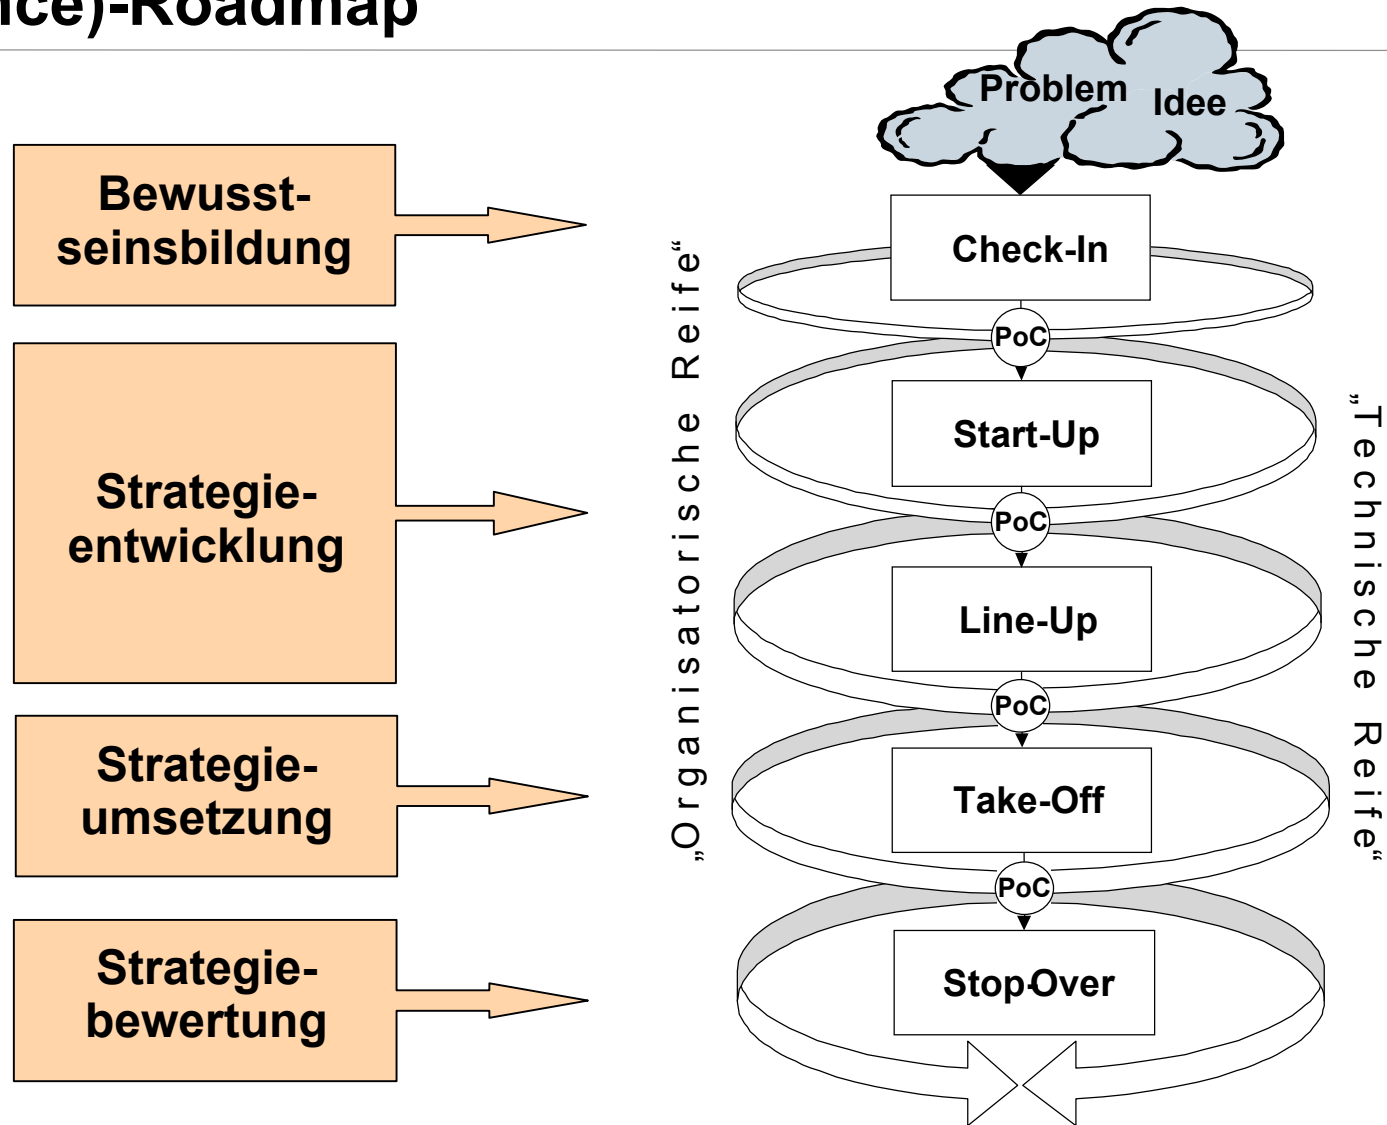 nce)-Roadmap
Problem
Idee
Bewusst-
seinsbildung
Strategie-
entwicklung
Strategie-
umsetzung
Strategie-
bewertung
„Organisatorische Reife“
Check-In
PoC
Start-Up
PoC
Line-Up
PoC
Take-Off
PoC
Stop-Over
„Technische Reife“